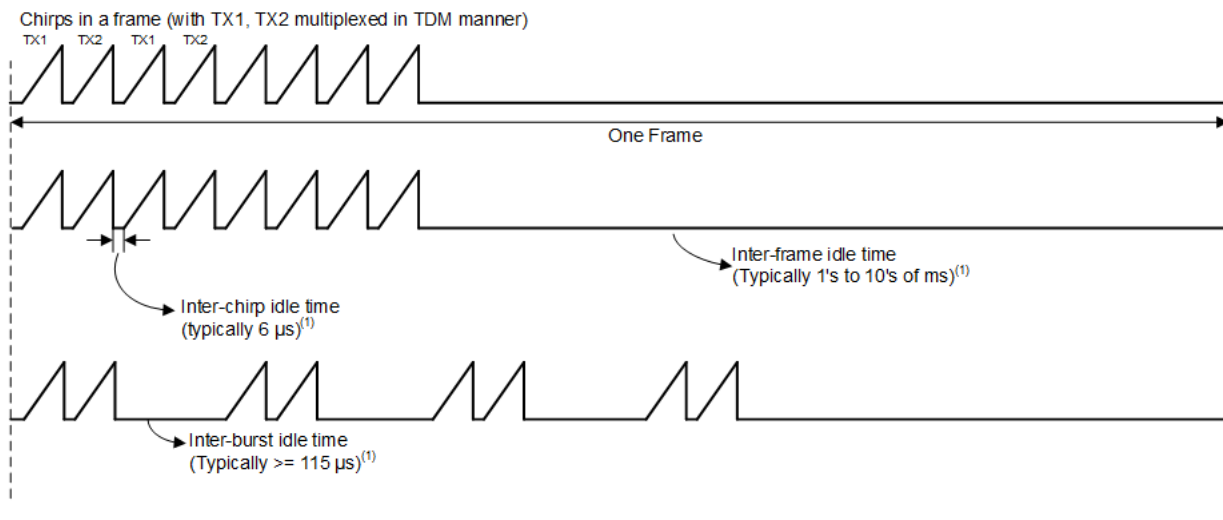 Chirps in a frame (with TX1, TX2 multiplexed in TDM manner)
TX1 TX2 TX1 TX2
One Frame
Inter-frame idle time
(Typically 1's to 10's of ms)(1)
Inter-chirp idle time
(typically 6 µs)(1)
Inter-burst idle time
(Typically >= 115 µs)(1)